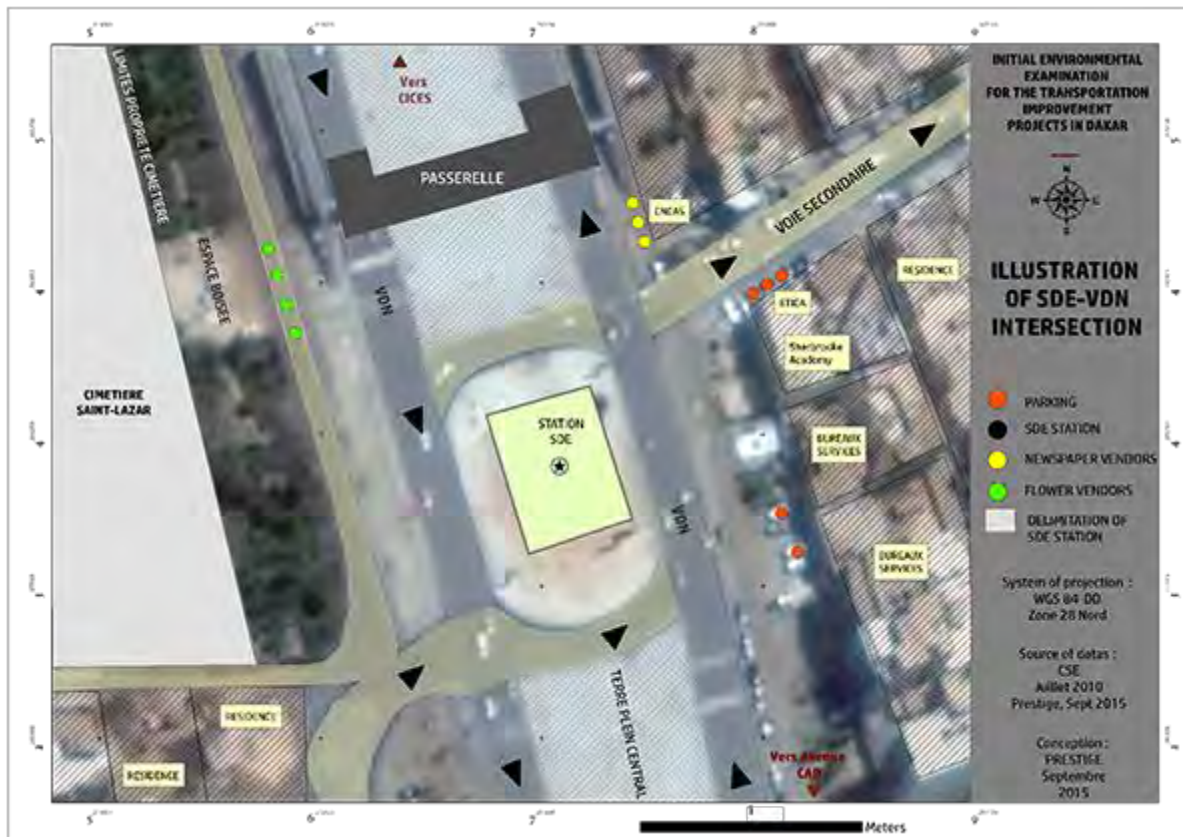 INITIAL ENVIRONMENTAL
EXAMINATION
FOR THE TRANSPORTATION
IMPROVEMENT
PROJECTS IN DAKAR
N
W E
S
ILLUSTRATION
OF SDE-VDN
INTERSECTION
PARKING
SDE STATION
NEWSPAPER VENDORS
FLOWER VENDORS
DELIMITATION OF
SDE STATION
System of projection :
WGS 84-DD
Zone 28 Nord
Source of datas :
CSE
Juillet 2010
Prestige, Sept 2015
Conception :
PRESTIGE
Septembre
2015
LIMITES PROPRIETE CIMETIERE
Vers
CICES
PASSERELLE
CNCAS
VOIE SECONDAIRE
RESIDENCE
ESPACE BOISEE
VDN
Sherbrooke
Academy
CIMETIERE
SAINT-LAZAR
STATION
SDE
BUREAUX
SERVICES
VDN
BUREAUX
SERVICES
TERRE PLEIN CENTRAL
RESIDENCE
RESIDENCE
Vers Avenue
CAD
Meters